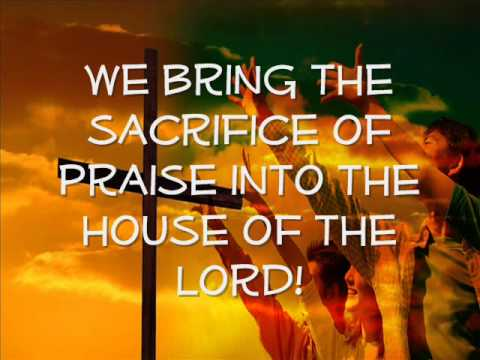 WE BRING THE
SACRIFICE OF
PRAISE INTO THE
HOUSE OF THE
LORD!